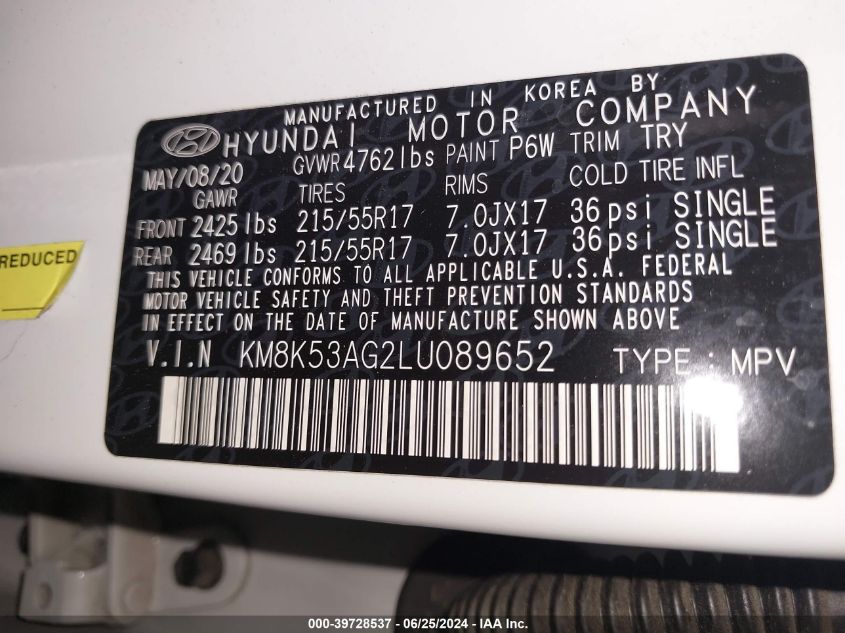 MANUFACTURED IN KOREA BY
HYUNDAI MOTOR COMPANY
MAY/08/20 GVWR 4762lbs PAINT P6W TRIM TRY
GAWR TIRES RIMS COLD TIRE INFL
FRONT 2425 lbs 215/55R17 7.0JX17 36psi SINGLE
REAR 2469 lbs 215/55R17 7.0JX17 36psi SINGLE
THIS VEHICLE CONFORMS TO ALL APPLICABLE U.S.A. FEDERAL
MOTOR VEHICLE SAFETY AND THEFT PREVENTION STANDARDS
IN EFFECT ON THE DATE OF MANUFACTURE SHOWN ABOVE
V.I.N KM8K53AG2LU089652 TYPE : MPV
REDUCED
000-39728537 - 06/25/2024 - IAA Inc.